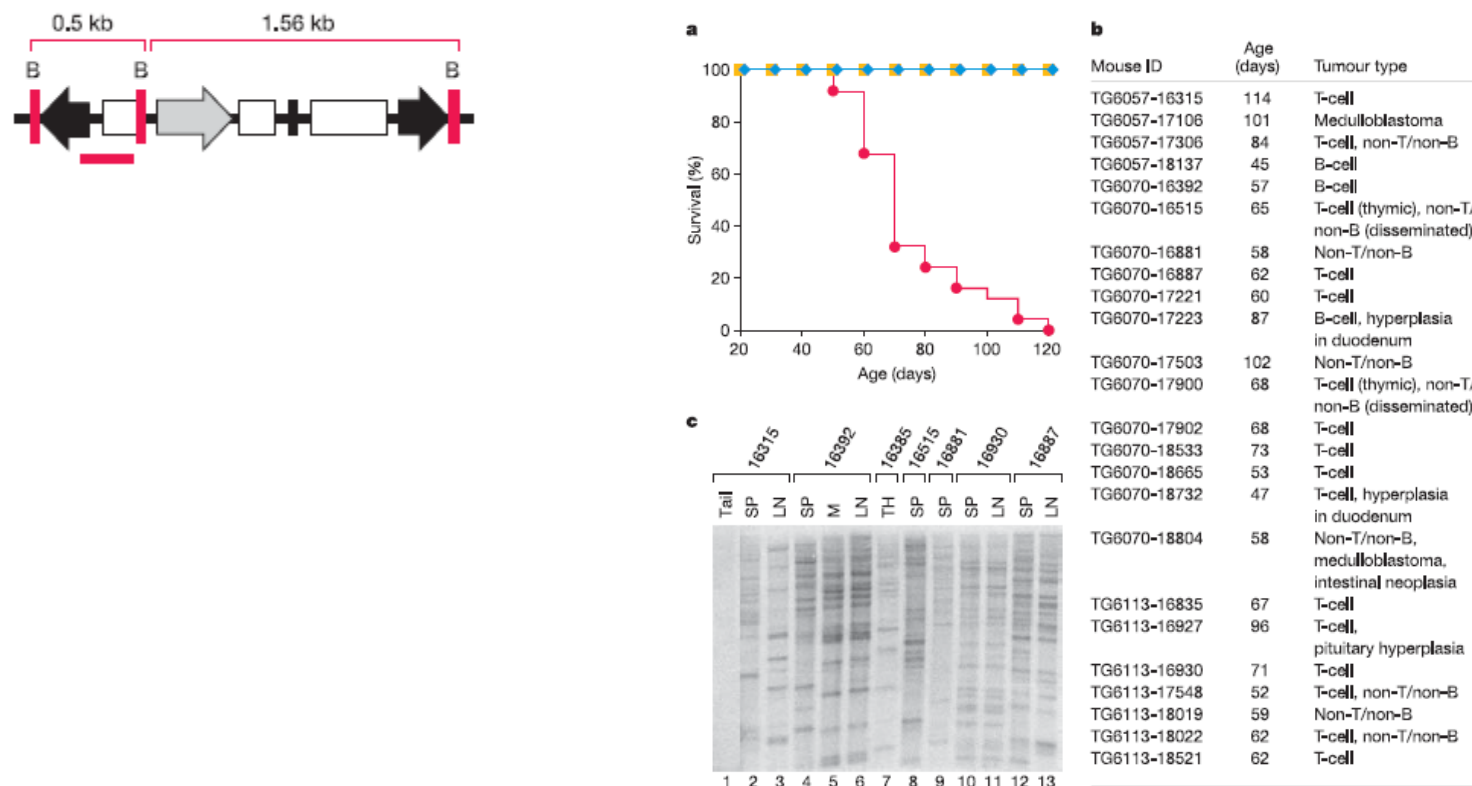 0.5 kb 1.56 kb
B B B
a
100
80
60
40
20
0
Survival (%)
20 40 60 80 100 120
Age (days)
b
Mouse ID Age (days) Tumour type
TG6057-16315 114 T-cell
TG6057-17106 101 Medulloblastoma
TG6057-17306 84 T-cell, non-T/non-B
TG6057-18137 45 B-cell
TG6070-16392 57 B-cell
TG6070-16515 65 T-cell (thymic), non-T/
non-B (disseminated)
TG6070-16881 58 Non-T/non-B
TG6070-16887 62 T-cell
TG6070-17221 60 T-cell
TG6070-17223 87 B-cell, hyperplasia
in duodenum
TG6070-17503 102 Non-T/non-B
TG6070-17900 68 T-cell (thymic), non-T/
non-B (disseminated)
TG6070-17902 68 T-cell
TG6070-18533 73 T-cell
TG6070-18665 53 T-cell
TG6070-18732 47 T-cell, hyperplasia
in duodenum
TG6070-18804 58 Non-T/non-B,
medulloblastoma,
intestinal neoplasia
TG6113-16835 67 T-cell
TG6113-16927 96 T-cell,
pituitary hyperplasia
TG6113-16930 71 T-cell
TG6113-17548 52 T-cell, non-T/non-B
TG6113-18019 59 Non-T/non-B
TG6113-18022 62 T-cell, non-T/non-B
TG6113-18521 62 T-cell
c
16315 16392 16385 16515 16881 16930 16887
Tail SP LN SP M LN TH SP SP SP LN SP LN
1 2 3 4 5 6 7 8 9 10 11 12 13